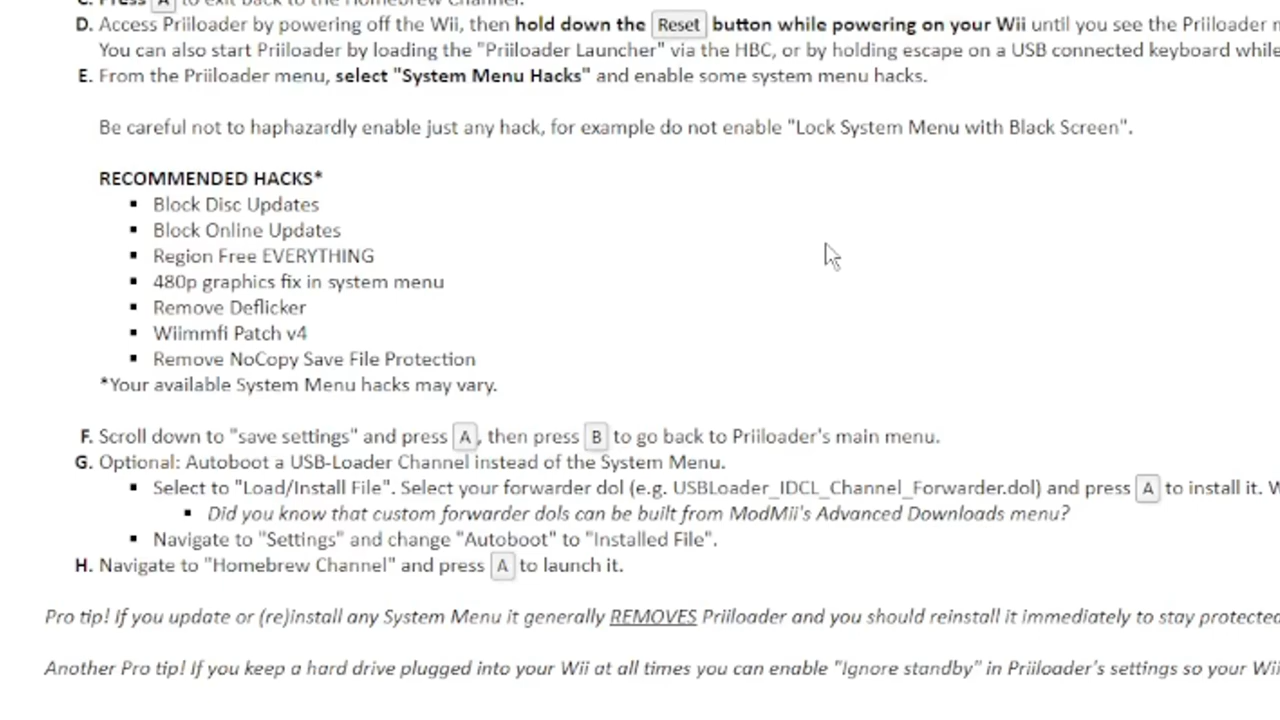 C. Press A to exit back to the Homebrew Channel.
D. Access Priiloader by powering off the Wii, then hold down the Reset button while powering on your Wii until you see the Priiloader
You can also start Priiloader by loading the "Priiloader Launcher" via the HBC, or by holding escape on a USB connected keyboard while
E. From the Priiloader menu, select "System Menu Hacks" and enable some system menu hacks.
Be careful not to haphazardly enable just any hack, for example do not enable "Lock System Menu with Black Screen".
RECOMMENDED HACKS*
▪ Block Disc Updates
▪ Block Online Updates
▪ Region Free EVERYTHING
▪ 480p graphics fix in system menu
▪ Remove Deflicker
▪ Wiimmfi Patch v4
▪ Remove NoCopy Save File Protection
*Your available System Menu hacks may vary.
F. Scroll down to "save settings" and press A, then press B to go back to Priiloader's main menu.
G. Optional: Autoboot a USB-Loader Channel instead of the System Menu.
▪ Select to "Load/Install File". Select your forwarder dol (e.g. USBLoader_IDCL_Channel_Forwarder.dol) and press A to install it.
▪ Did you know that custom forwarder dols can be built from ModMii's Advanced Downloads menu?
▪ Navigate to "Settings" and change "Autoboot" to "Installed File".
H. Navigate to "Homebrew Channel" and press A to launch it.
Pro tip! If you update or (re)install any System Menu it generally REMOVES Priiloader and you should reinstall it immediately to stay protected
Another Pro tip! If you keep a hard drive plugged into your Wii at all times you can enable "Ignore standby" in Priiloader's settings so your Wii